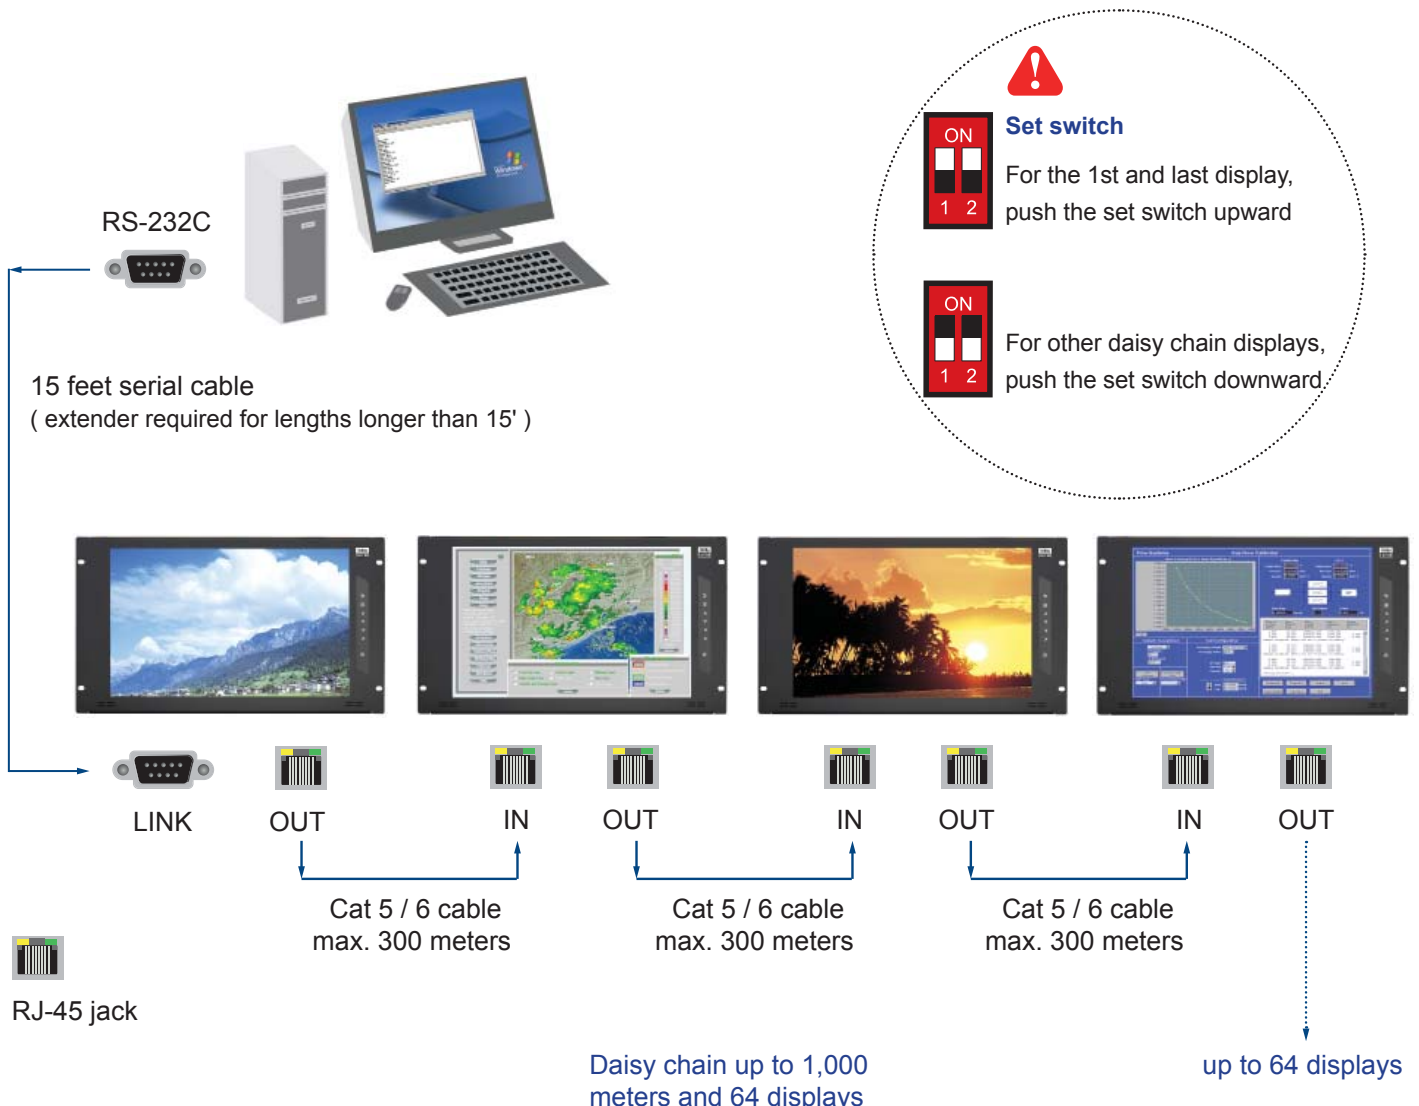 RS-232C
15 feet serial cable
( extender required for lengths longer than 15' )
Windows
ON
1 2
Set switch
For the 1st and last display,
push the set switch upward
ON
1 2
For other daisy chain displays,
push the set switch downward.
LINK
OUT
IN
OUT
IN
OUT
IN
OUT
Cat 5 / 6 cable
max. 300 meters
Cat 5 / 6 cable
max. 300 meters
Cat 5 / 6 cable
max. 300 meters
RJ-45 jack
Daisy chain up to 1,000
meters and 64 displays
up to 64 displays